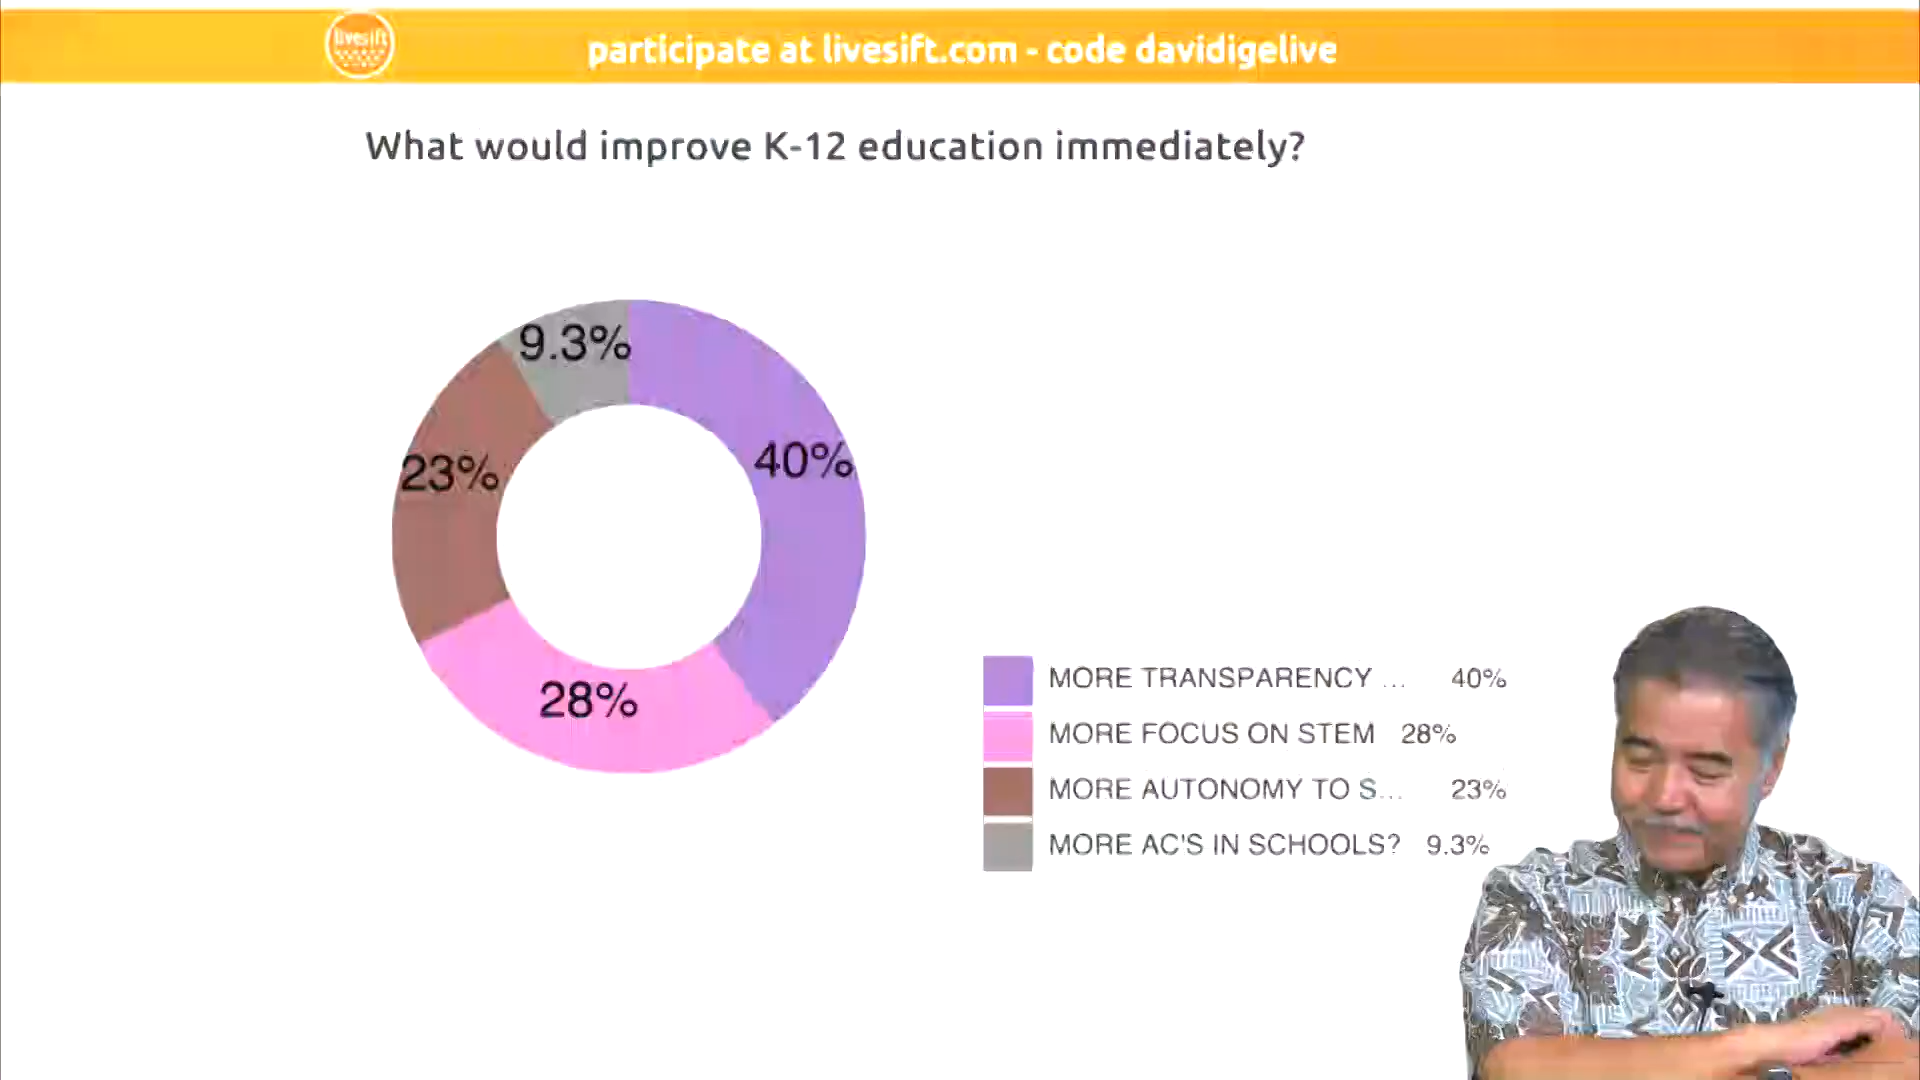 livesift
participate at livesift.com - code davidigelive
What would improve K-12 education immediately?
9.3%
40%
23%
28%
MORE TRANSPARENCY ... 40%
MORE FOCUS ON STEM 28%
MORE AUTONOMY TO S... 23%
MORE AC'S IN SCHOOLS? 9.3%